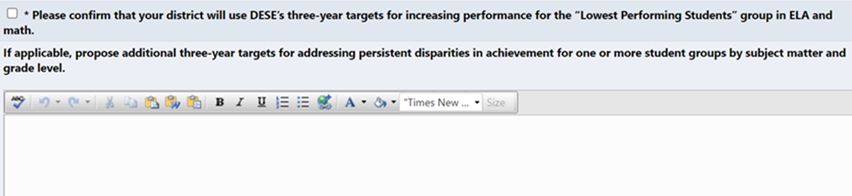 * Please confirm that your district will use DESE's three-year targets for increasing performance for the "Lowest Performing Students" group in ELA and
math.
If applicable, propose additional three-year targets for addressing persistent disparities in achievement for one or more student groups by subject matter and
grade level.
ABC B I U A "Times New ... Size